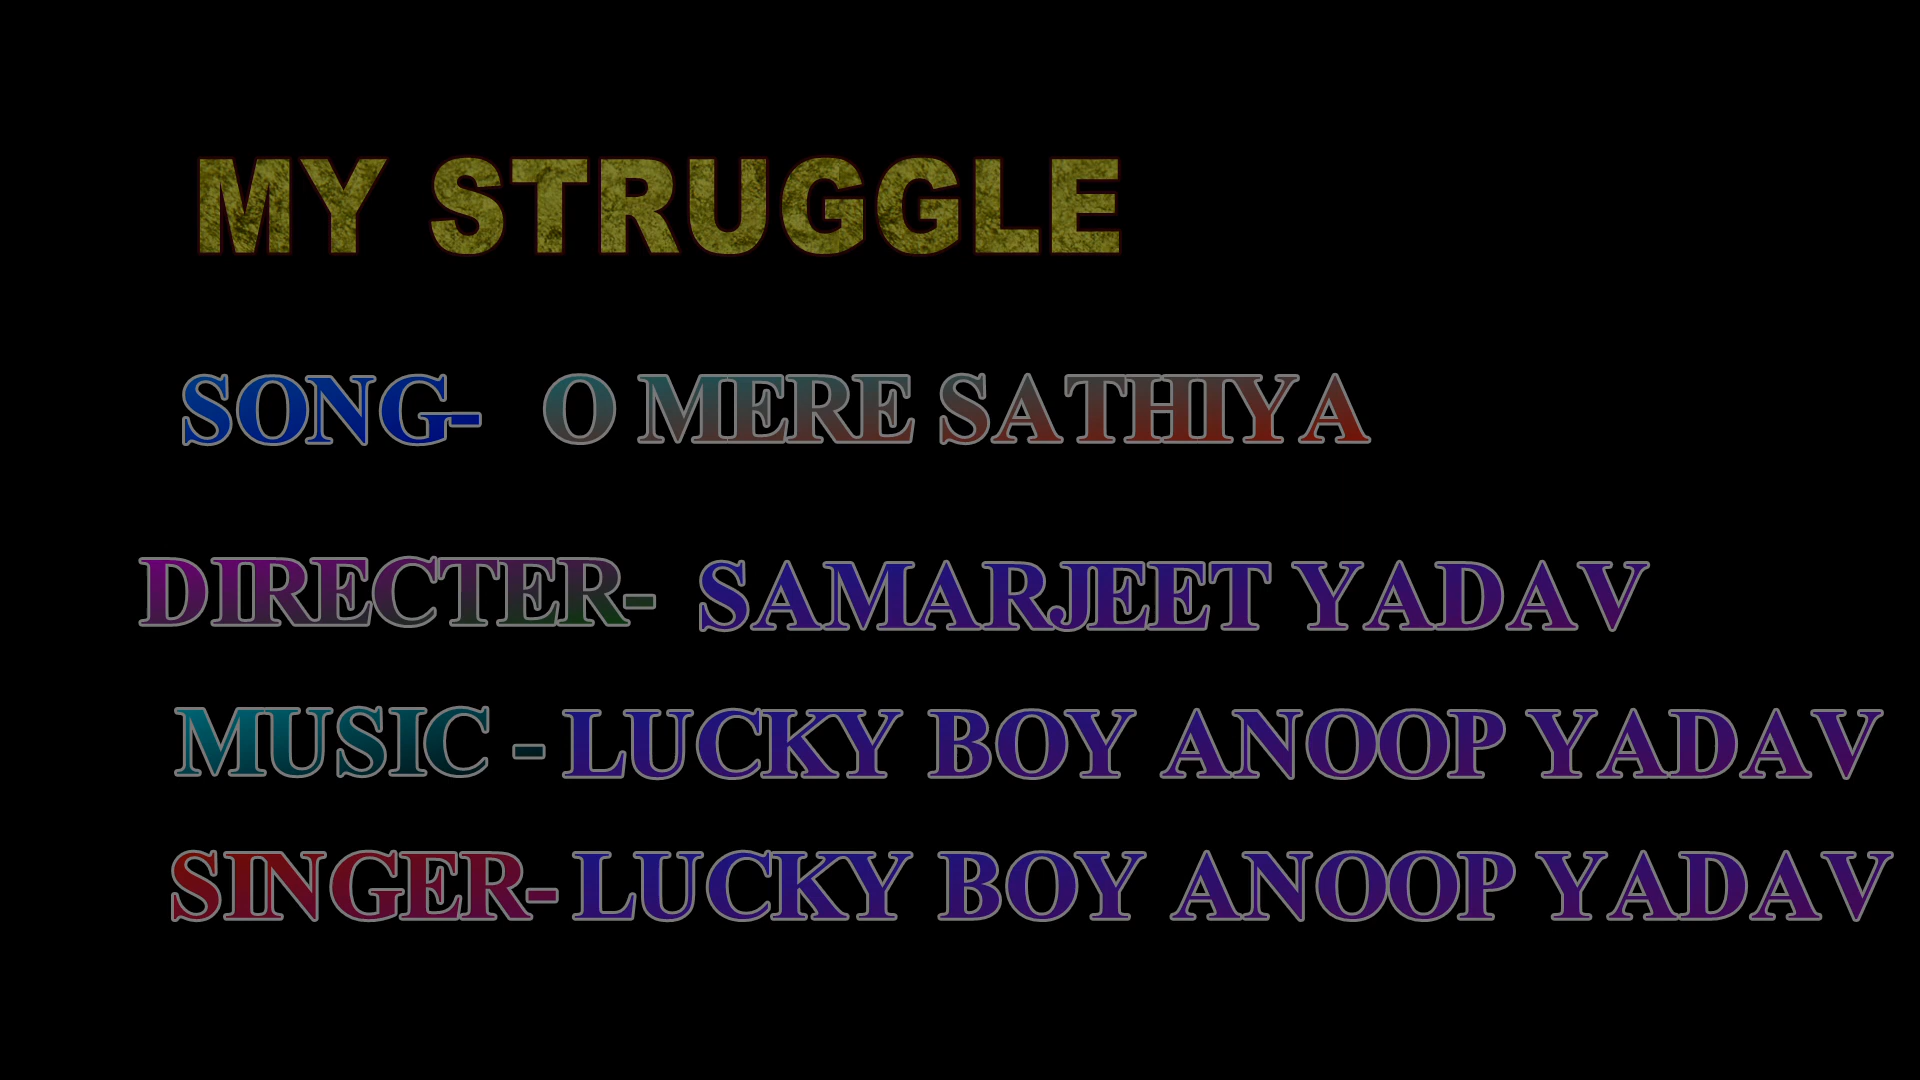 MY STRUGGLE
SONG- O MERE SATHIYA
DIRECTER- SAMARJEET YADAV
MUSIC - LUCKY BOY ANOOP YADAV
SINGER- LUCKY BOY ANOOP YADAV